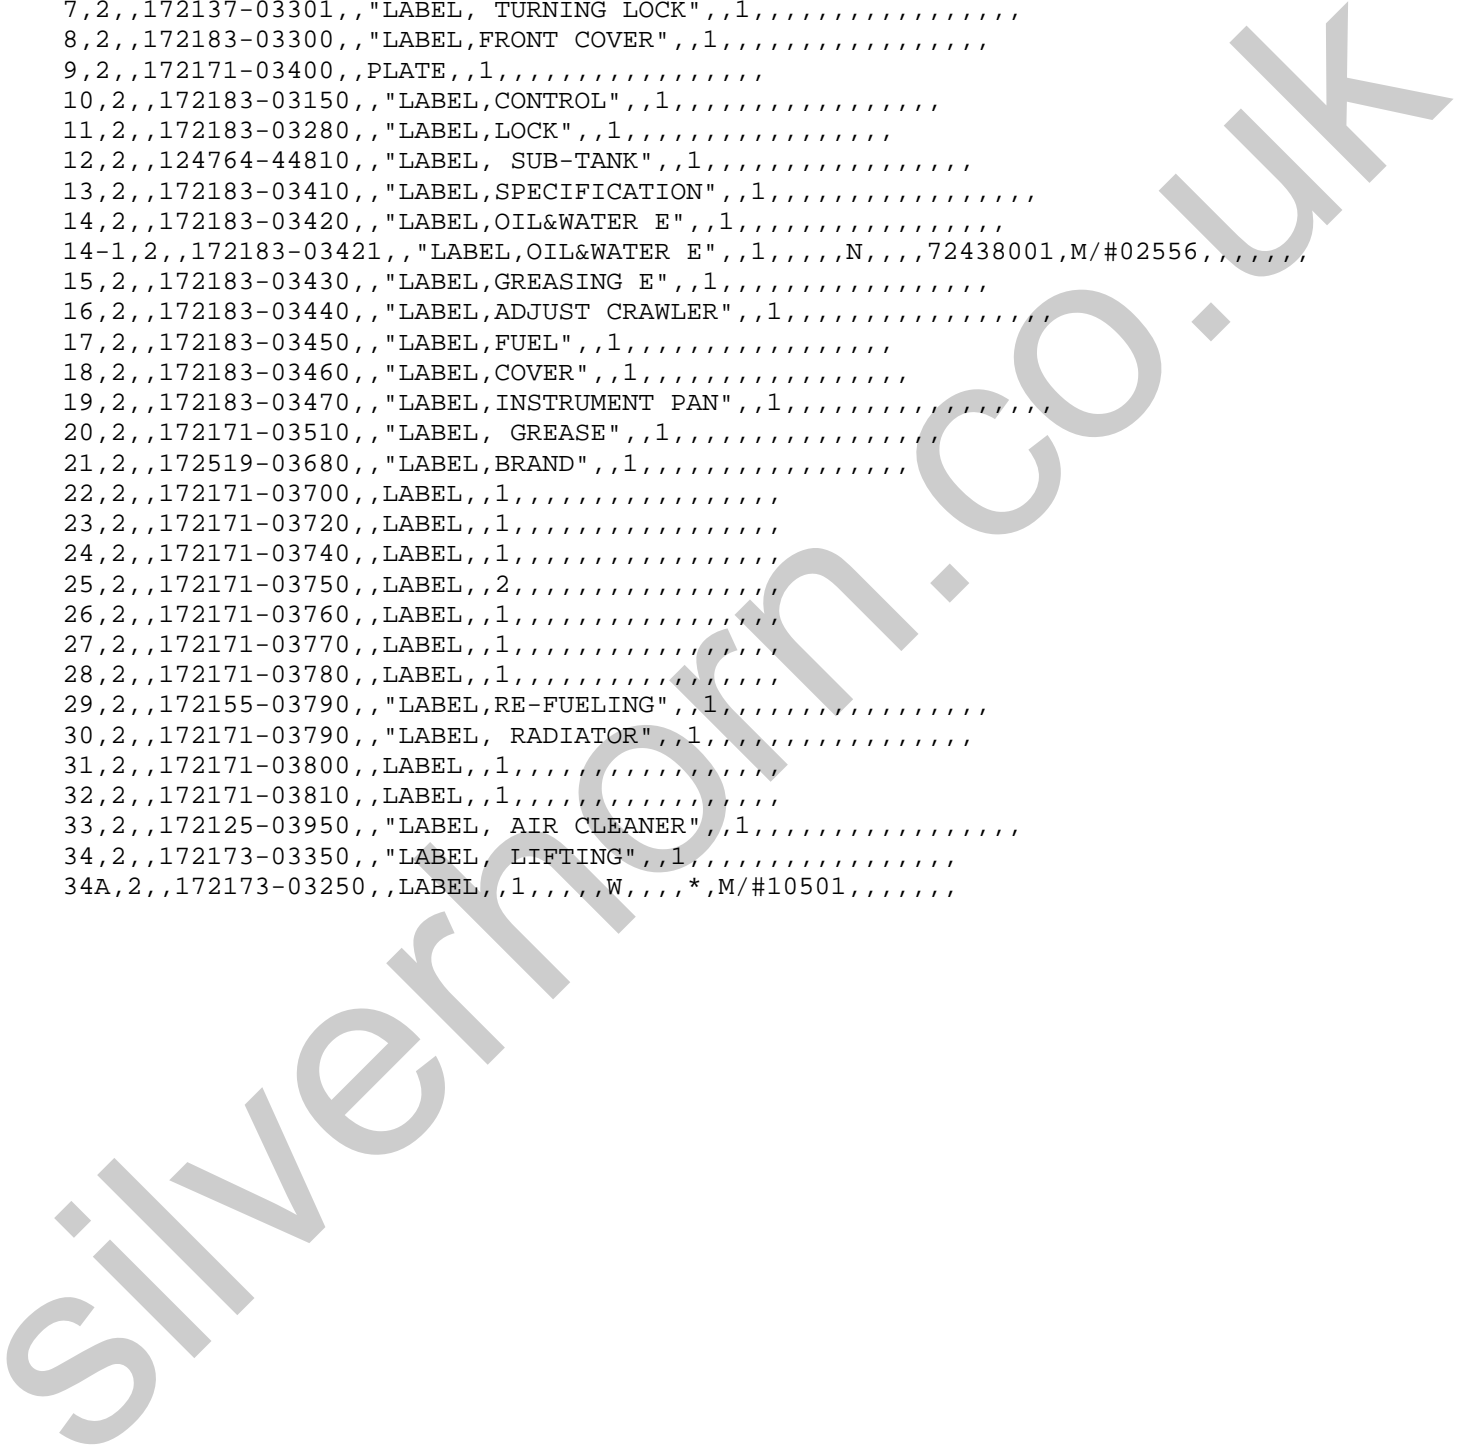 7,2,,172137-03301,,"LABEL, TURNING LOCK",,1,,,,,,,,,,,,,,,,,
8,2,,172183-03300,,"LABEL,FRONT COVER",,1,,,,,,,,,,,,,,,,,
9,2,,172171-03400,,PLATE,,1,,,,,,,,,,,,,,,,,
10,2,,172183-03150,,"LABEL,CONTROL",,1,,,,,,,,,,,,,,,,,
11,2,,172183-03280,,"LABEL,LOCK",,1,,,,,,,,,,,,,,,,,
12,2,,124764-44810,,"LABEL, SUB-TANK",,1,,,,,,,,,,,,,,,,,
13,2,,172183-03410,,"LABEL,SPECIFICATION",,1,,,,,,,,,,,,,,,,,
14,2,,172183-03420,,"LABEL,OIL&WATER E",,1,,,,,,,,,,,,,,,,,
14-1,2,,172183-03421,,"LABEL,OIL&WATER E",,1,,,,,N,,,,72438001,M/#02556,,,,,,,
15,2,,172183-03430,,"LABEL,GREASING E",,1,,,,,,,,,,,,,,,,,
16,2,,172183-03440,,"LABEL,ADJUST CRAWLER",,1,,,,,,,,,,,,,,,,,
17,2,,172183-03450,,"LABEL,FUEL",,1,,,,,,,,,,,,,,,,,
18,2,,172183-03460,,"LABEL,COVER",,1,,,,,,,,,,,,,,,,,
19,2,,172183-03470,,"LABEL,INSTRUMENT PAN",,1,,,,,,,,,,,,,,,,,
20,2,,172171-03510,,"LABEL, GREASE",,1,,,,,,,,,,,,,,,,,
21,2,,172519-03680,,"LABEL,BRAND",,1,,,,,,,,,,,,,,,,,
22,2,,172171-03700,,LABEL,,1,,,,,,,,,,,,,,,,,
23,2,,172171-03720,,LABEL,,1,,,,,,,,,,,,,,,,,
24,2,,172171-03740,,LABEL,,1,,,,,,,,,,,,,,,,,
25,2,,172171-03750,,LABEL,,2,,,,,,,,,,,,,,,,,
26,2,,172171-03760,,LABEL,,1,,,,,,,,,,,,,,,,,
27,2,,172171-03770,,LABEL,,1,,,,,,,,,,,,,,,,,
28,2,,172171-03780,,LABEL,,1,,,,,,,,,,,,,,,,,
29,2,,172155-03790,,"LABEL,RE-FUELING",,1,,,,,,,,,,,,,,,,,
30,2,,172171-03790,,"LABEL, RADIATOR",,1,,,,,,,,,,,,,,,,,
31,2,,172171-03800,,LABEL,,1,,,,,,,,,,,,,,,,,
32,2,,172171-03810,,LABEL,,1,,,,,,,,,,,,,,,,,
33,2,,172125-03950,,"LABEL, AIR CLEANER",,1,,,,,,,,,,,,,,,,,
34,2,,172173-03350,,"LABEL, LIFTING",,1,,,,,,,,,,,,,,,,,
34A,2,,172173-03250,,LABEL,,1,,,,,W,,,,*,M/#10501,,,,,,,
silverhorn.co.uk